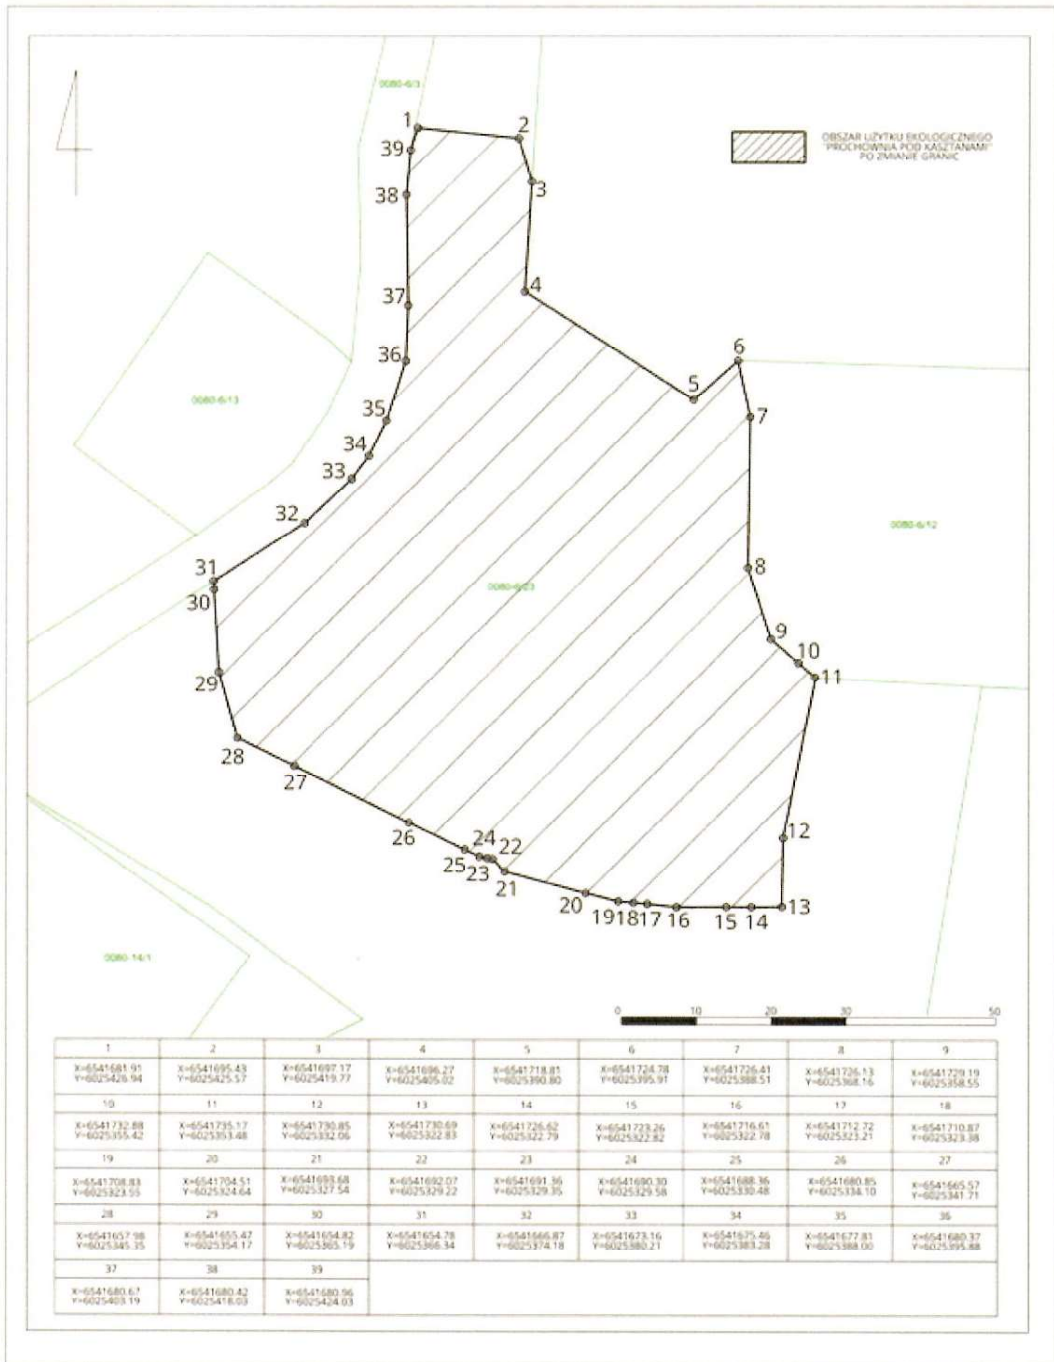 0080-6/3
OBSZAR UŻYTKU EKOLOGICZNEGO
"PROCHOWNIA POD KASZTANAMI"
PO ZMIANIE GRANIC
1
2
39
3
38
4
37
36
6
5
0080-6/13
35
7
34
33
32
0080-6/12
31
8
0080-6/23
30
9
10
29
11
28
27
26
12
24
22
25
23
21
20
19
18
17
16
15
14
13
0080-14/1
0 10 20 30 50
1 2 3 4 5 6 7 8 9
X=6541681.91 X=6541695.43 X=6541697.17 X=6541696.27 X=6541718.81 X=6541724.78 X=6541726.41 X=6541726.13 X=6541729.19
Y=6025426.94 Y=6025425.57 Y=6025419.77 Y=6025405.02 Y=6025390.80 Y=6025395.91 Y=6025388.51 Y=6025368.16 Y=6025358.55
10 11 12 13 14 15 16 17 18
X=6541732.88 X=6541735.17 X=6541730.85 X=6541730.69 X=6541726.62 X=6541723.26 X=6541716.61 X=6541712.72 X=6541710.87
Y=6025355.42 Y=6025353.48 Y=6025332.06 Y=6025322.83 Y=6025322.79 Y=6025322.82 Y=6025322.78 Y=6025323.21 Y=6025323.38
19 20 21 22 23 24 25 26 27
X=6541708.83 X=6541704.51 X=6541693.68 X=6541692.07 X=6541691.36 X=6541690.30 X=6541688.36 X=6541680.85 X=6541665.57
Y=6025323.55 Y=6025324.64 Y=6025327.54 Y=6025329.22 Y=6025329.35 Y=6025329.58 Y=6025330.48 Y=6025334.10 Y=6025341.71
28 29 30 31 32 33 34 35 36
X=6541657.98 X=6541655.47 X=6541654.82 X=6541654.78 X=6541666.87 X=6541673.16 X=6541675.46 X=6541677.81 X=6541680.37
Y=6025345.35 Y=6025354.17 Y=6025365.19 Y=6025366.34 Y=6025374.18 Y=6025380.21 Y=6025383.28 Y=6025388.00 Y=6025395.88
37 38 39
X=6541680.67 X=6541680.42 X=6541680.96
Y=6025403.19 Y=6025418.03 Y=6025424.03